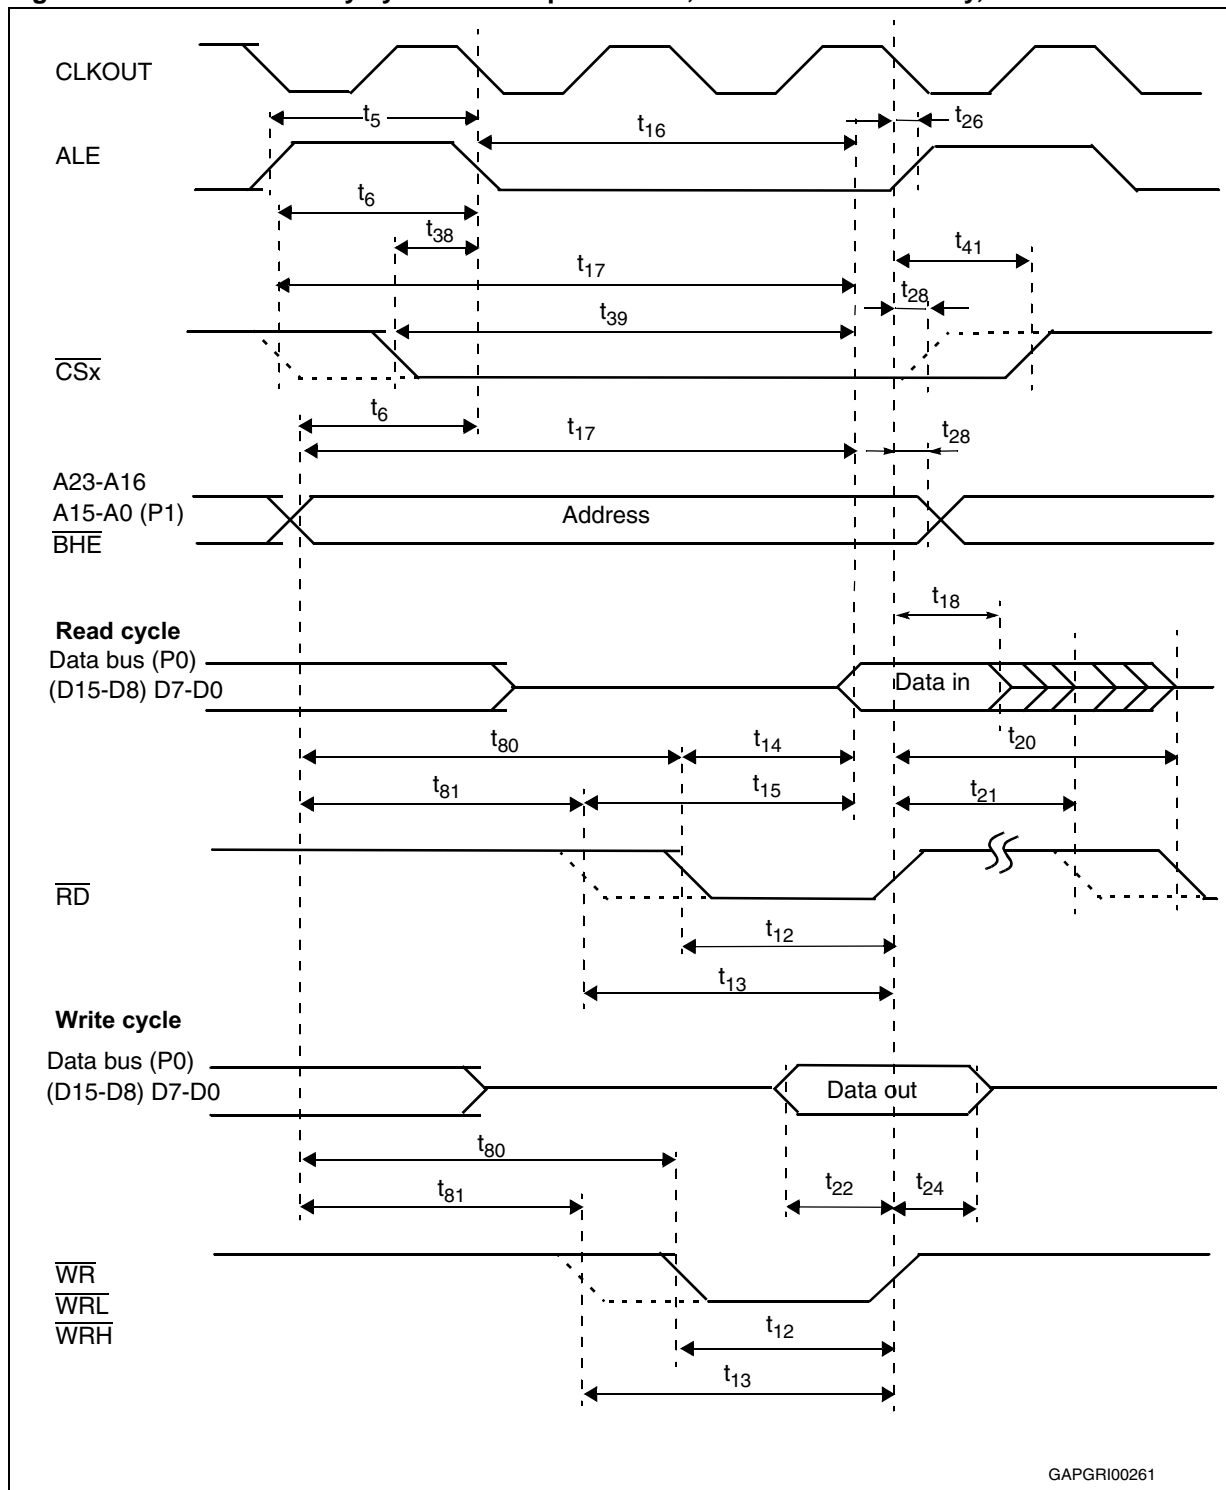 CLKOUT
t5
t16
t26
ALE
t6
t38
t41
t17
t28
t39
CSx
t6
t17
t28
A23-A16
A15-A0 (P1)
BHE
Address
t18
Read cycle
Data bus (P0)
(D15-D8) D7-D0
Data in
t80
t14
t20
t81
t15
t21
RD
t12
t13
Write cycle
Data bus (P0)
(D15-D8) D7-D0
Data out
t80
t22
t24
t81
WR
WRL
WRH
t12
t13
GAPGRI00261